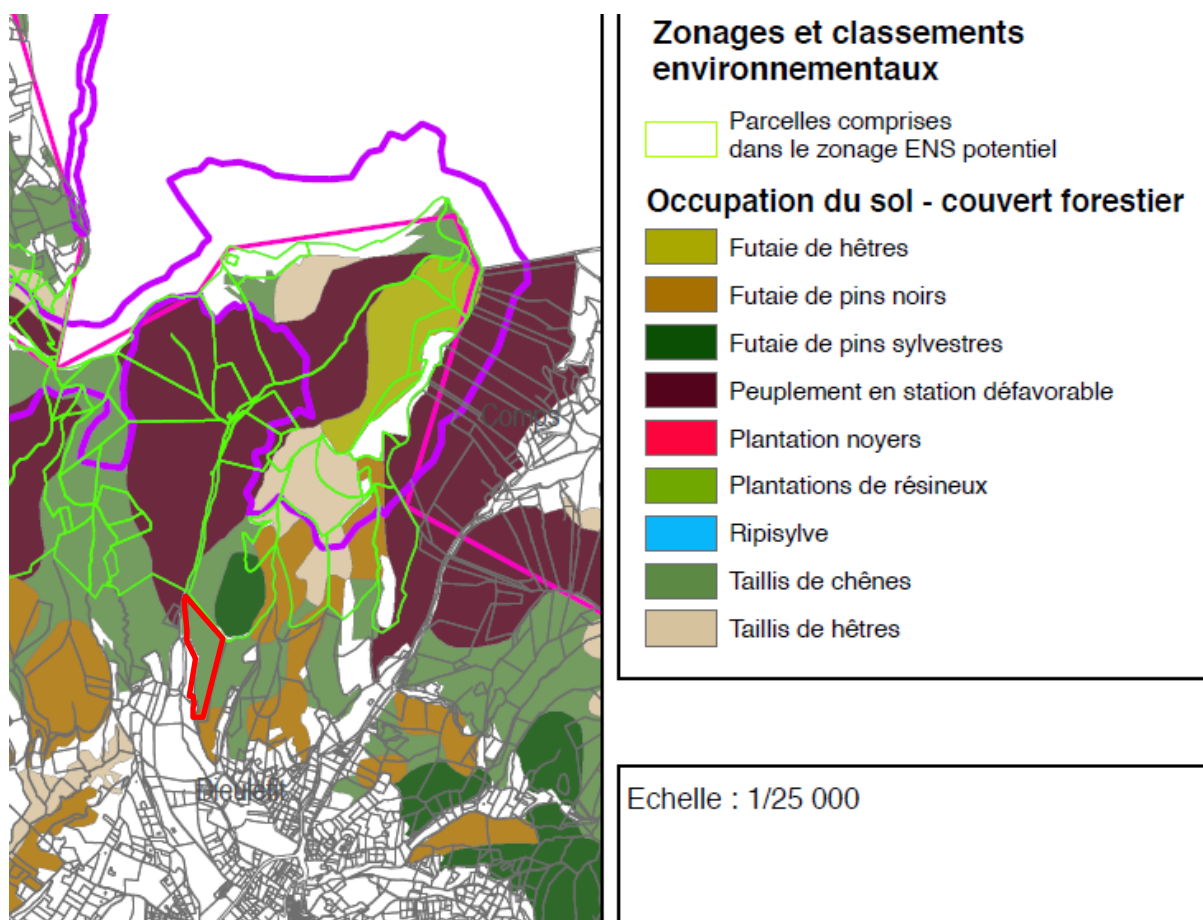 Zonages et classements
environnementaux
Parcelles comprises
dans le zonage ENS potentiel
Occupation du sol - couvert forestier
Futaie de hêtres
Futaie de pins noirs
Futaie de pins sylvestres
Peuplement en station défavorable
Plantation noyers
Plantations de résineux
Ripisylve
Taillis de chênes
Taillis de hêtres
Comps
Dieulefit
Echelle : 1/25 000